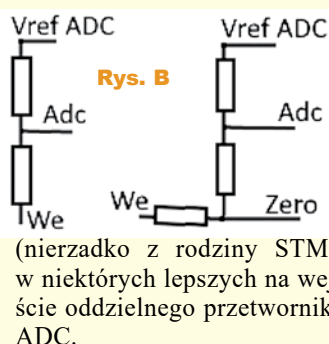 Vref ADC
Vref ADC
Rys. B
Adc
Adc
We
Zero
We
(nierzadko z rodziny STM
w niektórych lepszych na wej
ście oddzielnego przetwornik
ADC.